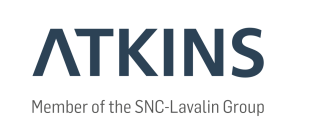 ATKINS
Member of the SNC-Lavalin Group